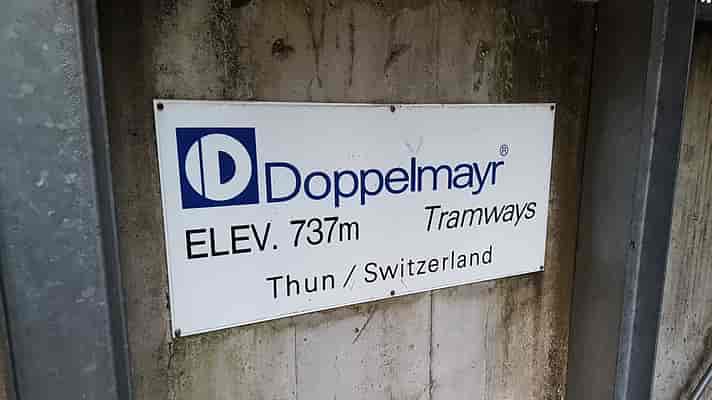 D Doppelmayr®
ELEV. 737m Tramways
Thun / Switzerland